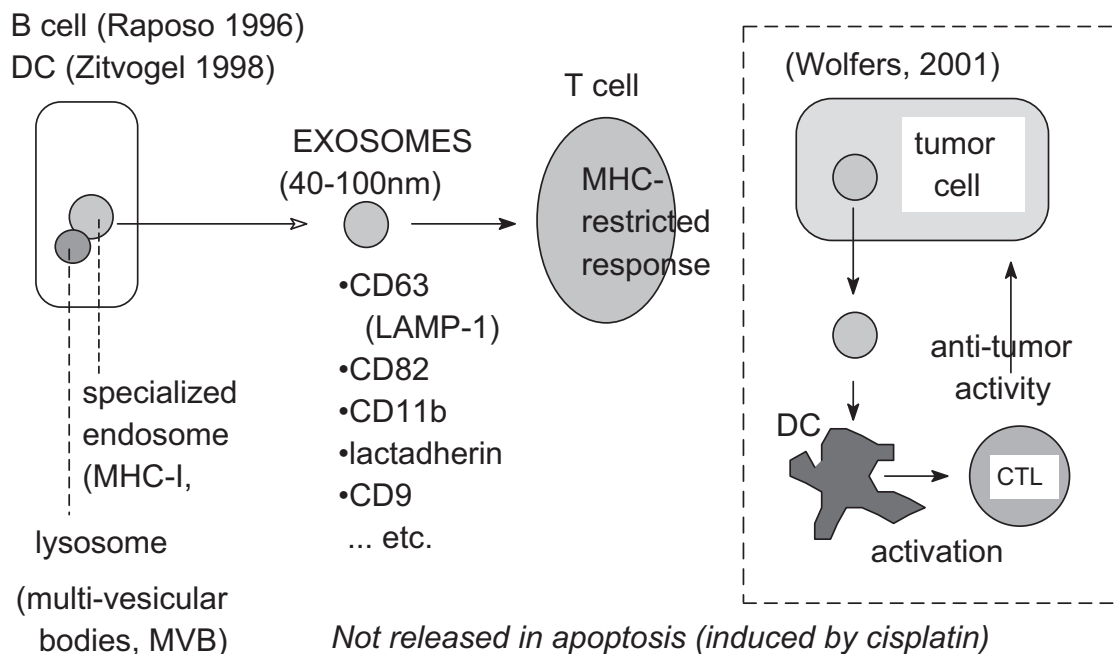 B cell (Raposo 1996)
DC (Zitvogel 1998)
EXOSOMES
(40-100nm)
T cell
MHC-
restricted
response
•CD63
(LAMP-1)
•CD82
•CD11b
•lactadherin
•CD9
... etc.
specialized
endosome
(MHC-I,
lysosome
(multi-vesicular
bodies, MVB)
(Wolfers, 2001)
tumor
cell
anti-tumor
activity
DC
CTL
activation
Not released in apoptosis (induced by cisplatin)